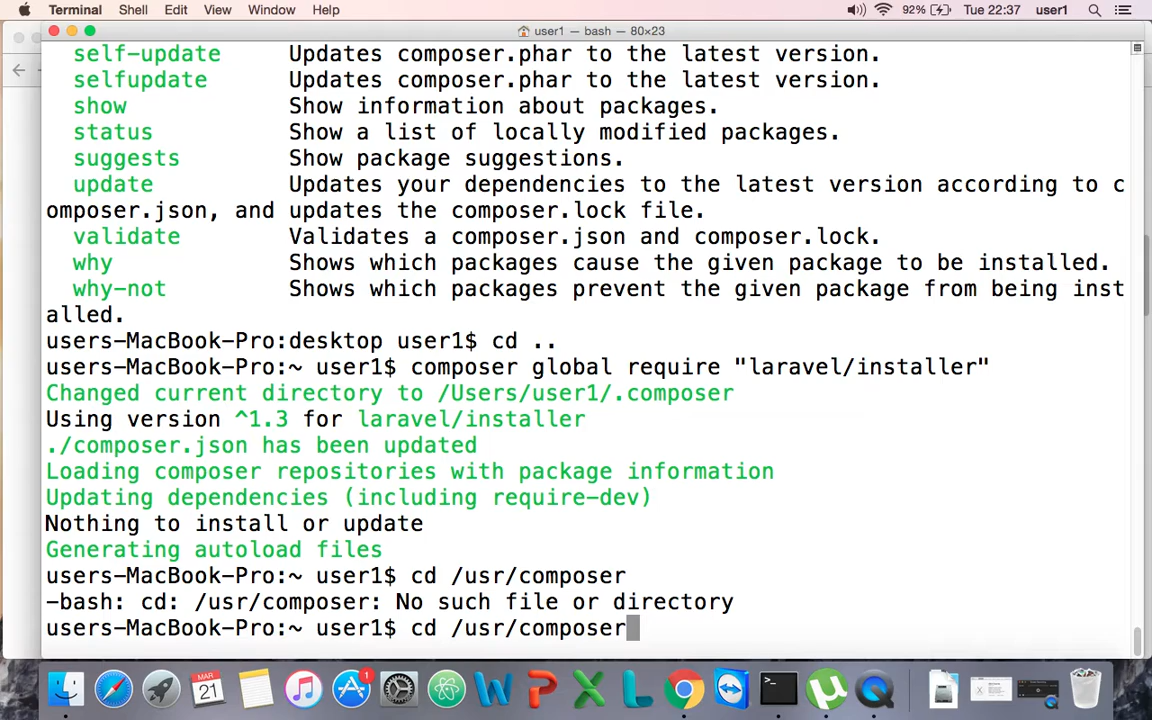 Terminal Shell Edit View Window Help 92% Tue 22:37 user1
user1 — bash — 80×23
self-update Updates composer.phar to the latest version.
selfupdate Updates composer.phar to the latest version.
show Show information about packages.
status Show a list of locally modified packages.
suggests Show package suggestions.
update Updates your dependencies to the latest version according to c
omposer.json, and updates the composer.lock file.
validate Validates a composer.json and composer.lock.
why Shows which packages cause the given package to be installed.
why-not Shows which packages prevent the given package from being inst
alled.
users-MacBook-Pro:desktop user1$ cd ..
users-MacBook-Pro:~ user1$ composer global require "laravel/installer"
Changed current directory to /Users/user1/.composer
Using version ^1.3 for laravel/installer
./composer.json has been updated
Loading composer repositories with package information
Updating dependencies (including require-dev)
Nothing to install or update
Generating autoload files
users-MacBook-Pro:~ user1$ cd /usr/composer
-bash: cd: /usr/composer: No such file or directory
users-MacBook-Pro:~ user1$ cd /usr/composer
MAR
21
1